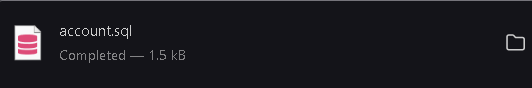 account.sql
Completed — 1.5 kB